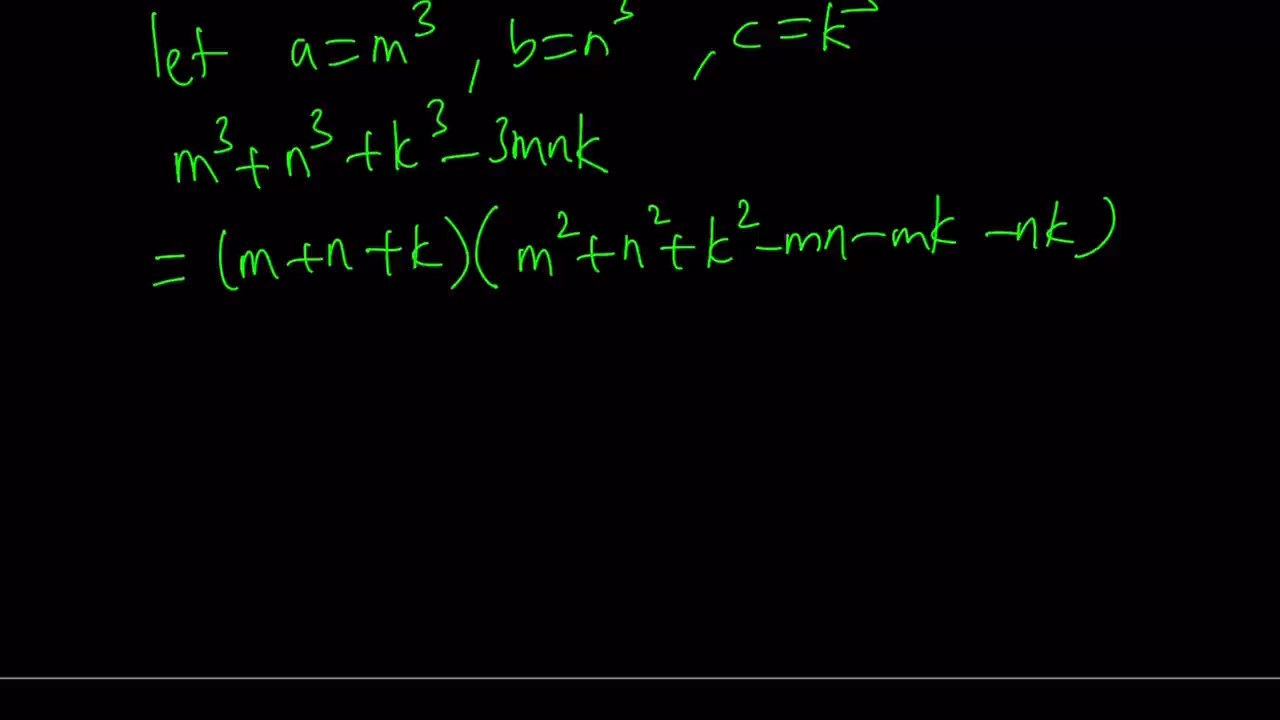 let a=m³, b=n³, c=k³
m³+n³+k³-3mnk
=(m+n+k)(m²+n²+k²-mn-mk-nk)